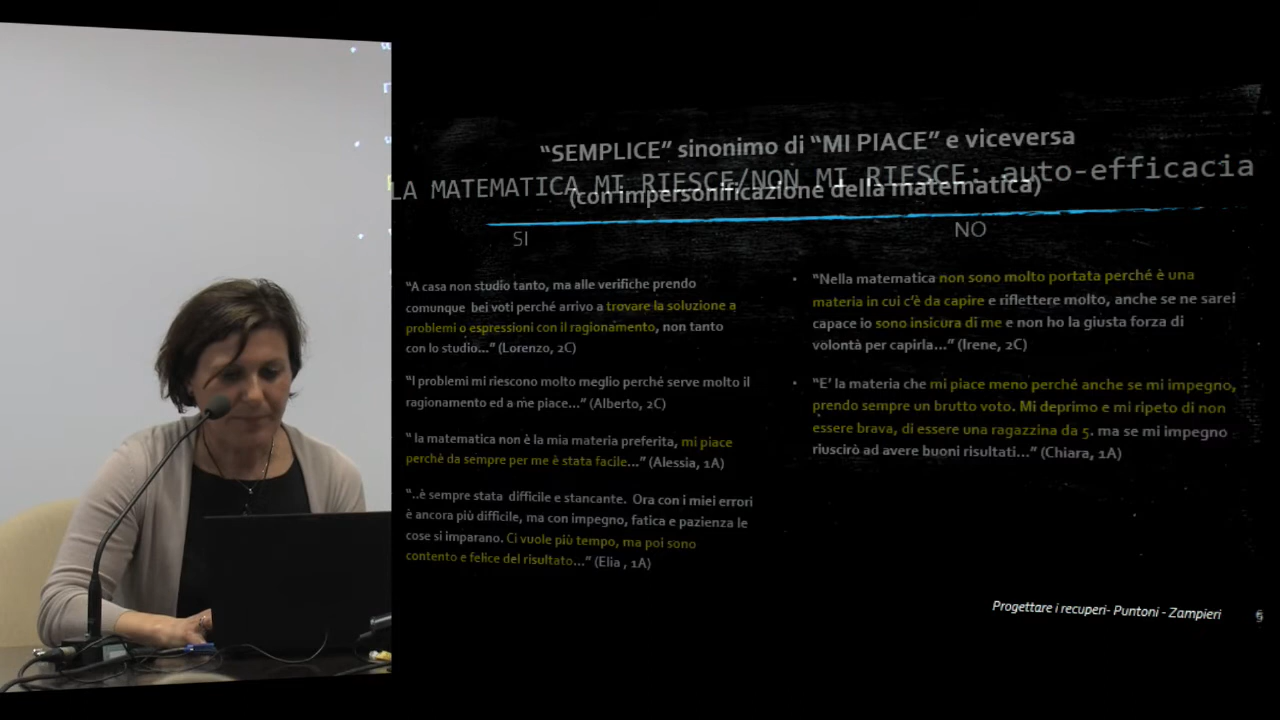 “SEMPLICE” sinonimo di “MI PIACE” e viceversa
LA MATEMATICA MI RIESCE/NON MI RIESCE: auto-efficacia
(con impersonificazione della matematica)
SI
“A casa non studio tanto, ma alle verifiche prendo
comunque bei voti perché arrivo a trovare la soluzione a
problemi o espressioni con il ragionamento, non tanto
con lo studio...” (Lorenzo, 2C)
“I problemi mi riescono molto meglio perché serve molto il
ragionamento ed a me piace...” (Alberto, 2C)
“ la matematica non è la mia materia preferita, mi piace
perché da sempre per me è stata facile...” (Alessia, 1A)
“..è sempre stata difficile e stancante. Ora con i miei errori
è ancora più difficile, ma con impegno, fatica e pazienza le
cose si imparano. Ci vuole più tempo, ma poi sono
contento e felice del risultato...” (Elia , 1A)
NO
• “Nella matematica non sono molto portata perché è una
materia in cui c’è da capire e riflettere molto, anche se ne sarei
capace io sono insicura di me e non ho la giusta forza di
volontà per capirla...” (Irene, 2C)
• “E’ la materia che mi piace meno perché anche se mi impegno,
prendo sempre un brutto voto. Mi deprimo e mi ripeto di non
essere brava, di essere una ragazzina da 5. ma se mi impegno
riuscirò ad avere buoni risultati...” (Chiara, 1A)
Progettare i recuperi- Puntoni - Zampieri